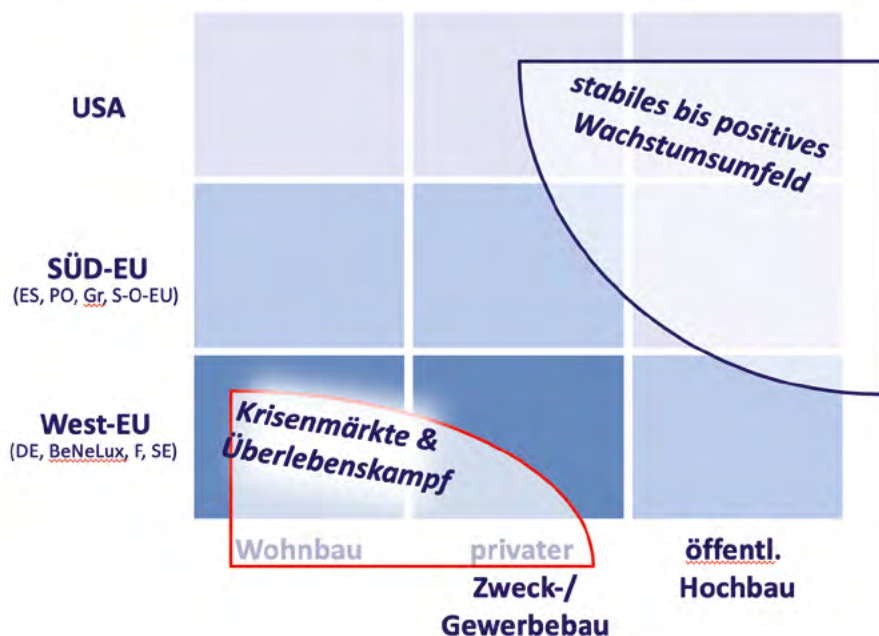 USA
stabiles bis positives
Wachstumsumfeld
SÜD-EU
(ES, PO, Gr, S-O-EU)
West-EU
(DE, BeNeLux, F, SE)
Krisenmärkte &
Überlebenskampf
Wohnbau
privater
Zweck-/
Gewerbebau
öffentl.
Hochbau